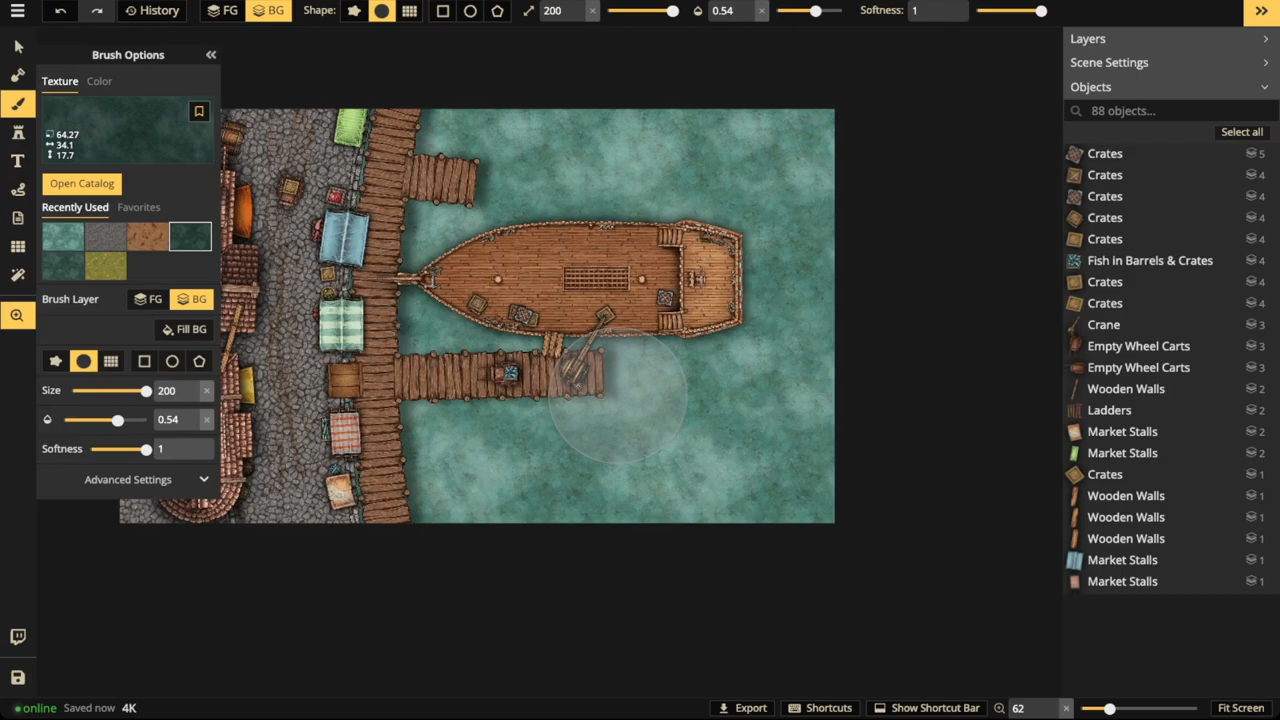 History
FG
BG
Shape:
200
×
0.54
×
Softness:
1
Brush Options
Texture
Color
64.27
34.1
17.7
Open Catalog
Recently Used
Favorites
Brush Layer
FG
BG
Fill BG
Size
200
×
0.54
×
Softness
1
Advanced Settings
Layers
Scene Settings
Objects
88 objects...
Select all
Crates 5
Crates 4
Crates 4
Crates 4
Crates 4
Fish in Barrels & Crates 4
Crates 4
Crates 4
Crane 3
Empty Wheel Carts 3
Empty Wheel Carts 3
Wooden Walls 2
Ladders 2
Market Stalls 2
Market Stalls 2
Crates 1
Wooden Walls 1
Wooden Walls 1
Wooden Walls 1
Market Stalls 1
Market Stalls 1
online Saved now 4K
Export
Shortcuts
Show Shortcut Bar
62
×
Fit Screen